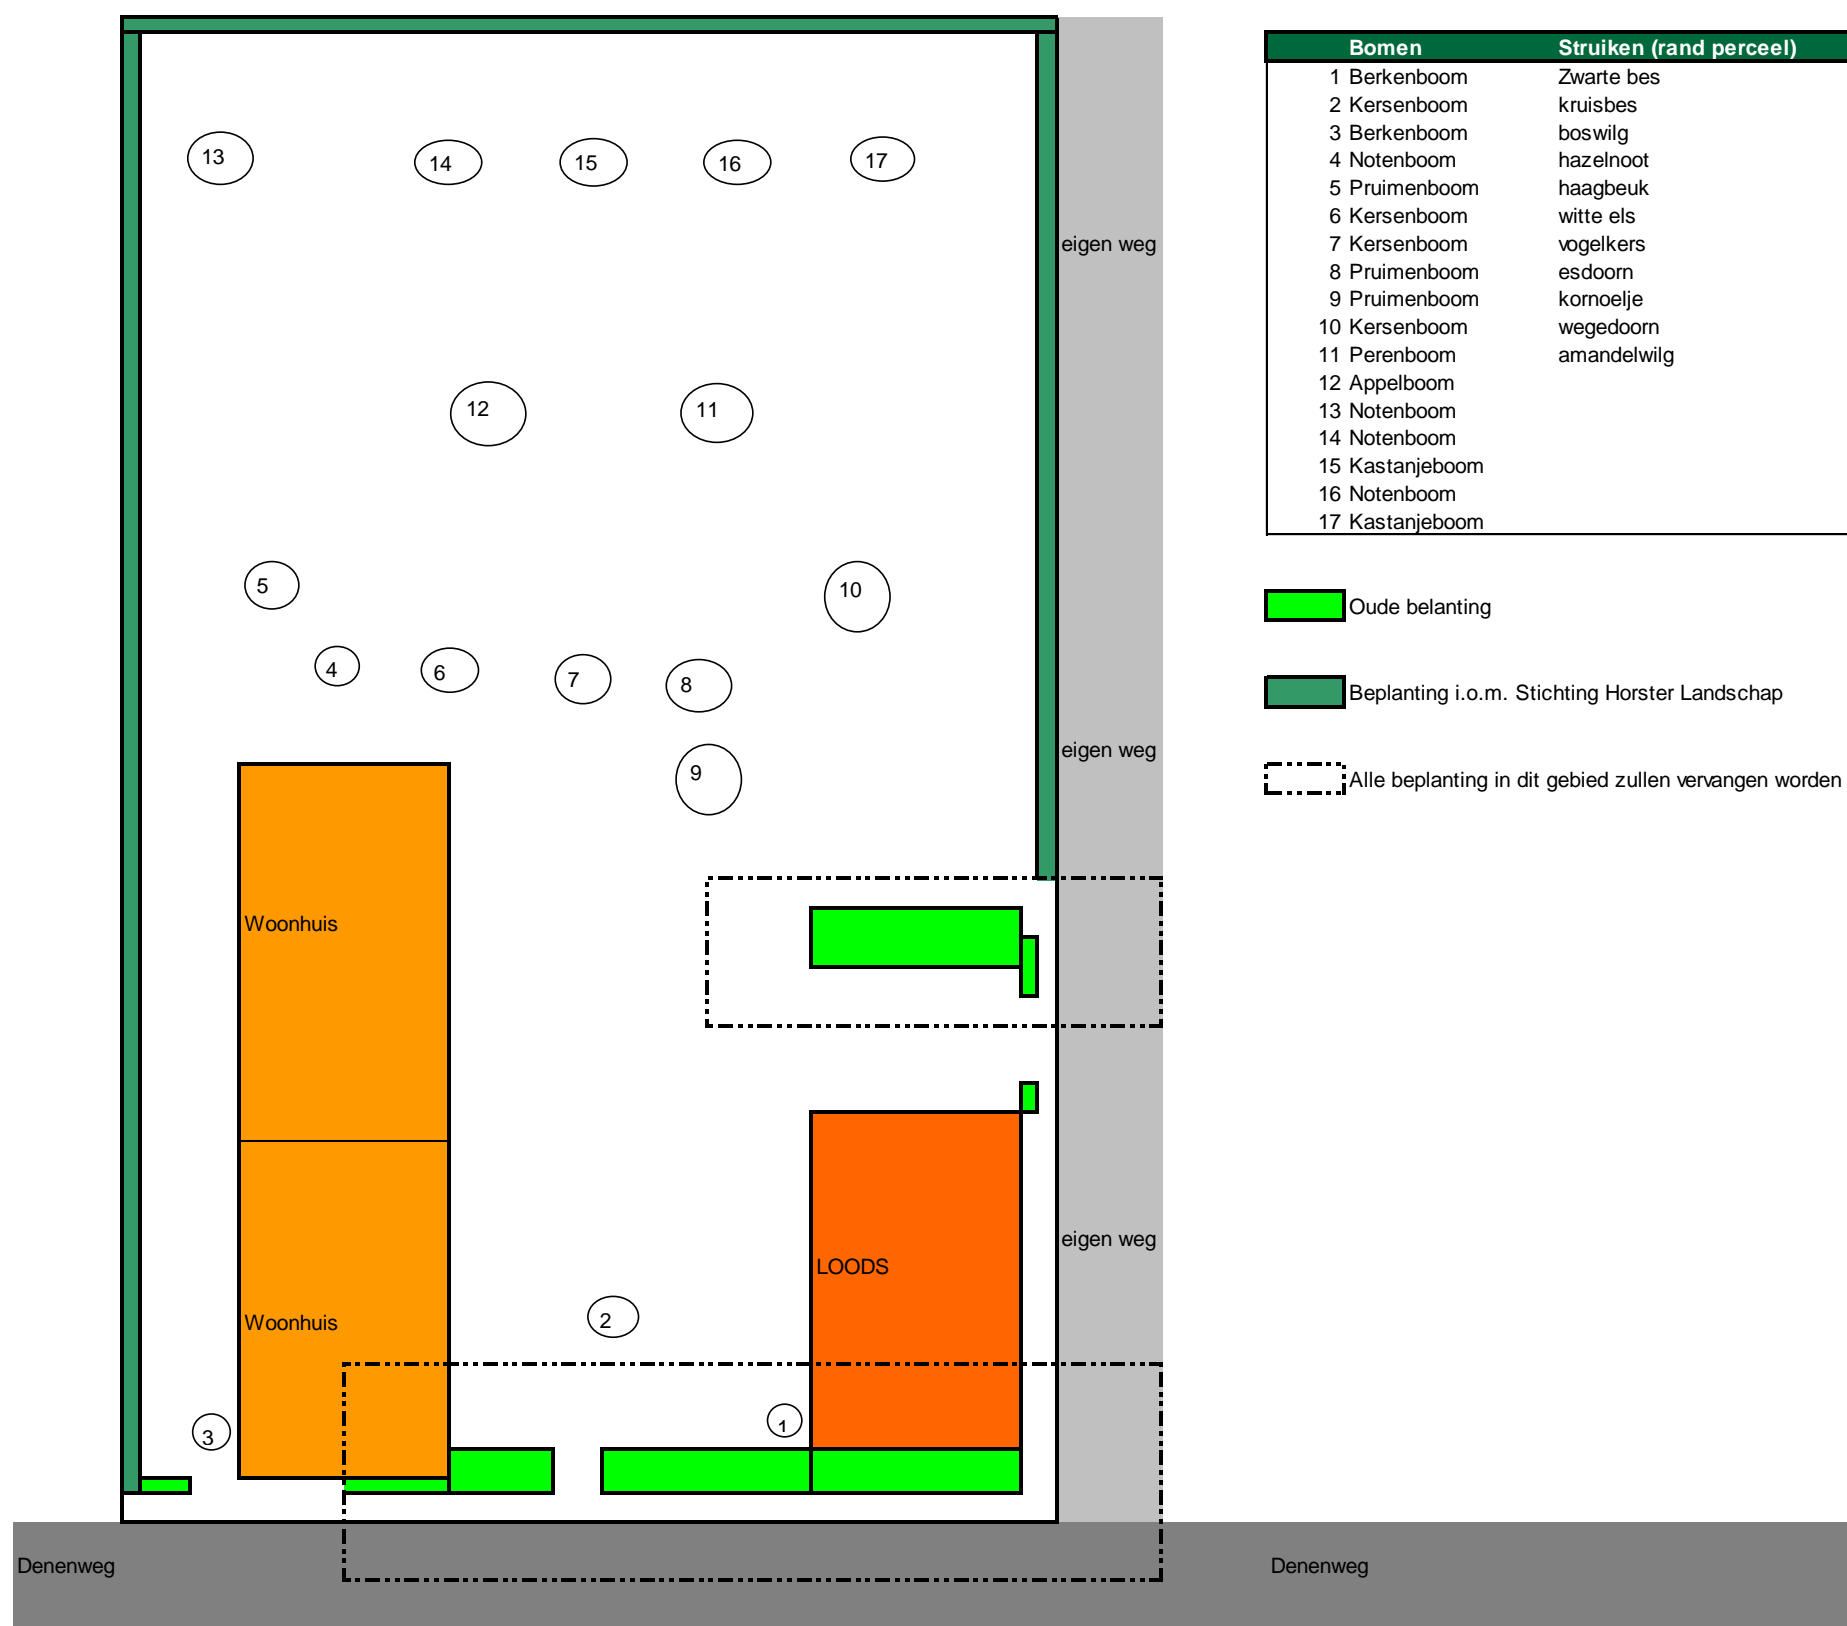 Bomen Struiken (rand perceel)
1 Berkenboom Zwarte bes
2 Kersenboom kruisbes
3 Berkenboom boswilg
4 Notenboom hazelnoot
5 Pruimenboom haagbeuk
6 Kersenboom witte els
7 Kersenboom vogelkers
8 Pruimenboom esdoorn
9 Pruimenboom kornoelje
10 Kersenboom wegedoorn
11 Perenboom amandelwilg
12 Appelboom
13 Notenboom
14 Notenboom
15 Kastanjeboom
16 Notenboom
17 Kastanjeboom
13 14 15 16 17
eigen weg
12 11
5 10
Oude belanting
4 6 7 8
Beplanting i.o.m. Stichting Horster Landschap
eigen weg
9
Alle beplanting in dit gebied zullen vervangen worden
Woonhuis
eigen weg
LOODS
2
Woonhuis
3 1
Denenweg Denenweg